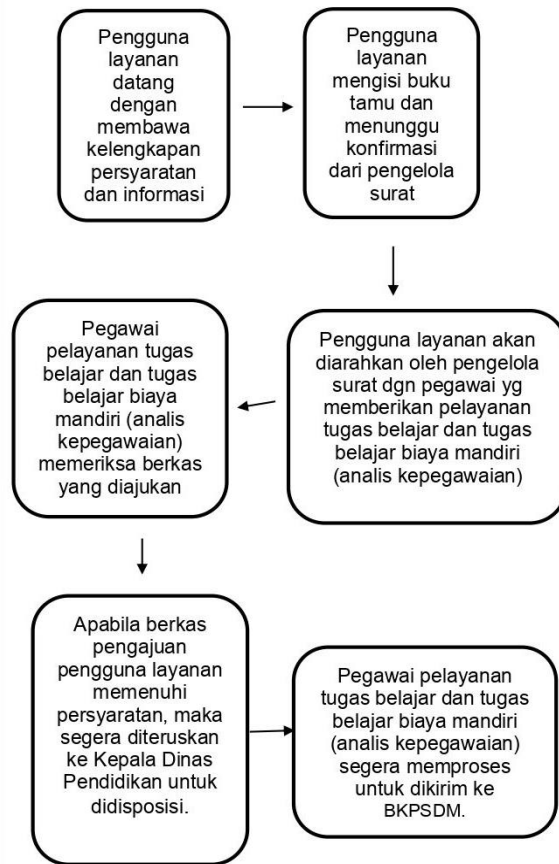 Pengguna
layanan
datang
dengan
membawa
kelengkapan
persyaratan
dan informasi
Pengguna
layanan
mengisi buku
tamu dan
menunggu
konfirmasi
dari pengelola
surat
Pengguna layanan akan
diarahkan oleh pengelola
surat dgn pegawai yg
memberikan pelayanan
tugas belajar dan tugas
belajar biaya mandiri
(analis kepegawaian)
Pegawai
pelayanan tugas
belajar dan tugas
belajar biaya
mandiri (analis
kepegawaian)
memeriksa berkas
yang diajukan
Apabila berkas
pengajuan
pengguna layanan
memenuhi
persyaratan, maka
segera diteruskan
ke Kepala Dinas
Pendidikan untuk
didisposisi.
Pegawai pelayanan
tugas belajar dan tugas
belajar biaya mandiri
(analis kepegawaian)
segera memproses
untuk dikirim ke
BKPSDM.